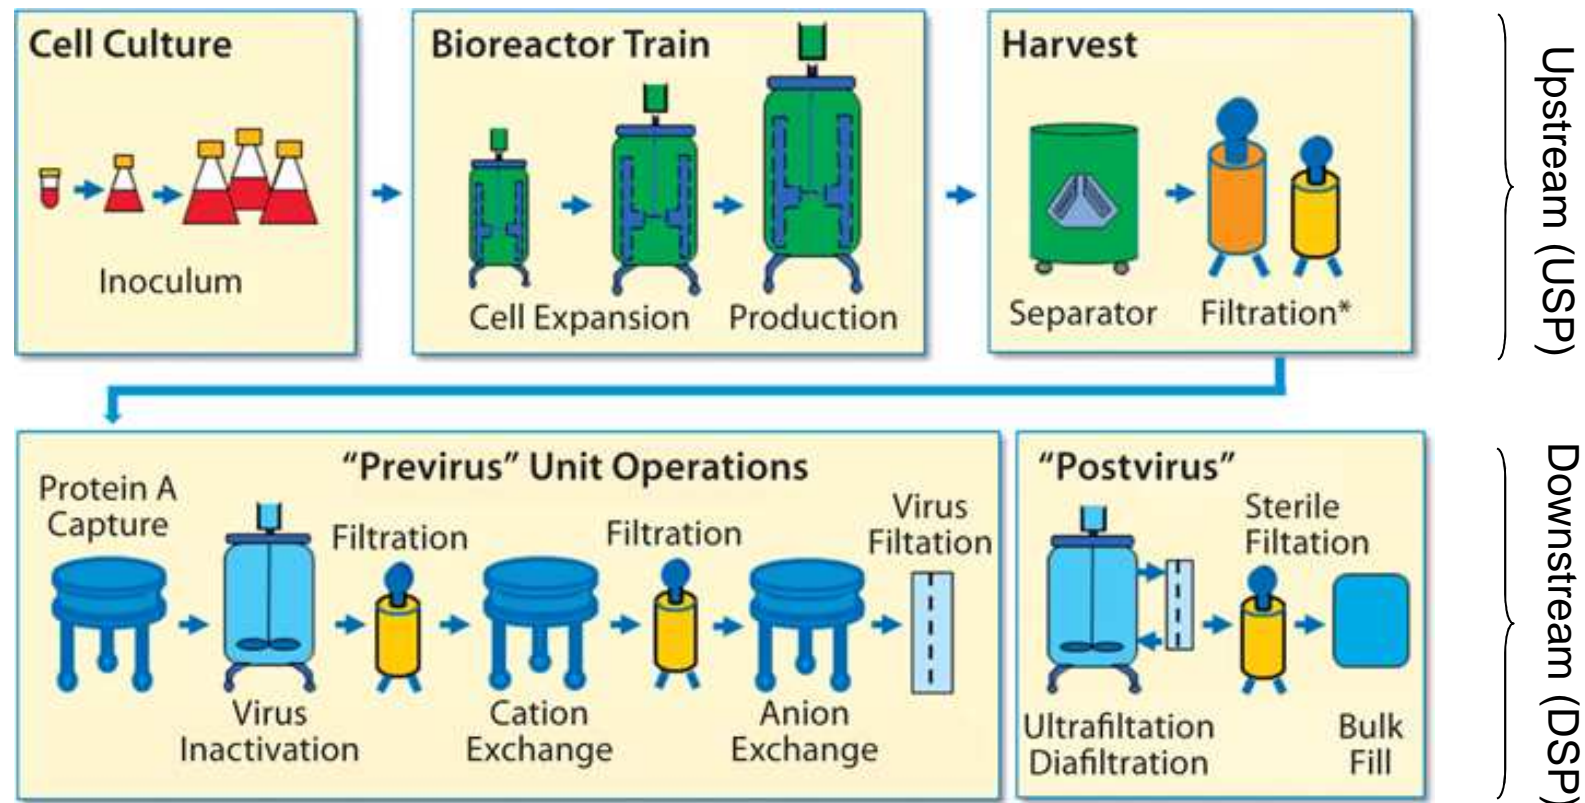 Cell Culture
Inoculum
Bioreactor Train
Cell Expansion
Production
Harvest
Separator
Filtration*
Upstream (USP)
“Previrus” Unit Operations
Protein A
Capture
Virus
Inactivation
Filtration
Cation
Exchange
Filtration
Anion
Exchange
Virus
Filtation
“Postvirus”
Ultrafiltation
Diafiltration
Sterile
Filtation
Bulk
Fill
Downstream (DSP)